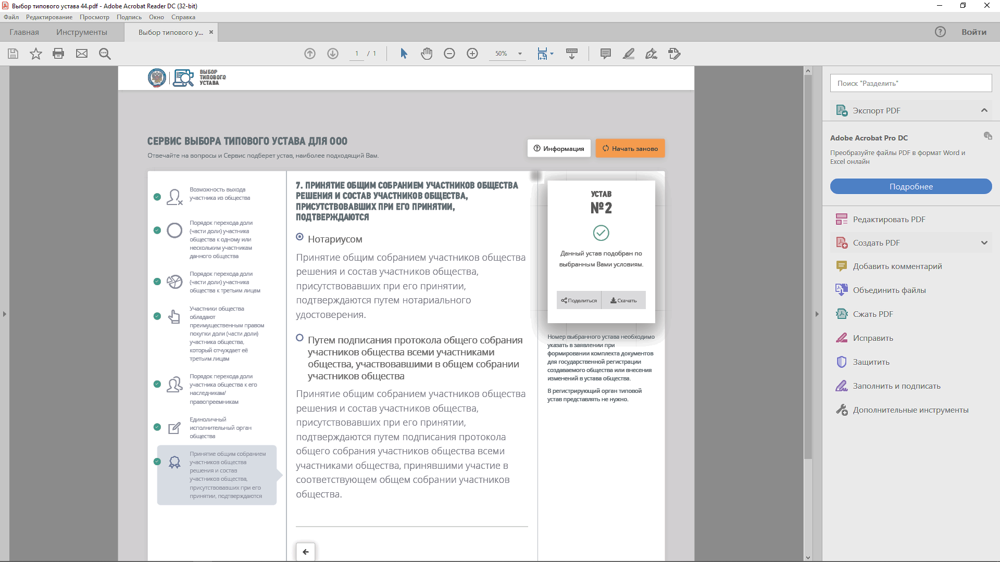 Выбор типового устава 44.pdf - Adobe Acrobat Reader DC (32-bit)
Файл Редактирование Просмотр Подпись Окно Справка
Главная Инструменты Выбор типового у... × Войти
1 / 1 50%
ВЫБОР
ТИПОВОГО
УСТАВА
СЕРВИС ВЫБОРА ТИПОВОГО УСТАВА ДЛЯ ООО
Отвечайте на вопросы и Сервис подберет устав, наиболее подходящий Вам.
Информация
Начать заново
Возможность выхода
участника из общества
Порядок перехода доли
(части доли) участника
общества к одному или
нескольким участникам
данного общества
Порядок перехода доли
(части доли) участника
общества к третьим лицам
Участники общества
обладают
преимущественным правом
покупки доли (части доли)
участника общества,
который отчуждает её
третьим лицам
Порядок перехода доли
участника общества к его
наследникам/
правопреемникам
Единоличный
исполнительный орган
общества
Принятие общим собранием
участников общества
решения и состав
участников общества,
присутствовавших при его
принятии, подтверждаются
7. ПРИНЯТИЕ ОБЩИМ СОБРАНИЕМ УЧАСТНИКОВ ОБЩЕСТВА
РЕШЕНИЯ И СОСТАВ УЧАСТНИКОВ ОБЩЕСТВА,
ПРИСУТСТВОВАВШИХ ПРИ ЕГО ПРИНЯТИИ,
ПОДТВЕРЖДАЮТСЯ
Нотариусом
Принятие общим собранием участников общества
решения и состав участников общества,
присутствовавших при его принятии,
подтверждаются путем нотариального
удостоверения.
Путем подписания протокола общего собрания
участников общества всеми участниками
общества, участвовавшими в общем собрании
участников общества
Принятие общим собранием участников общества
решения и состав участников общества,
присутствовавших при его принятии,
подтверждаются путем подписания протокола
общего собрания участников общества всеми
участниками общества, принявшими участие в
соответствующем общем собрании участников
общества.
УСТАВ
№2
Данный устав подобран по
выбранным Вами условиям.
Поделиться Скачать
Номер выбранного устава необходимо
указать в заявлении при
формировании комплекта документов
для государственной регистрации
создаваемого общества или внесения
изменений в устава общества.
В регистрирующий орган типовой
устав представлять не нужно.
Поиск "Разделить"
Экспорт PDF
Adobe Acrobat Pro DC
Преобразуйте файлы PDF в формат Word и
Excel онлайн
Подробнее
Редактировать PDF
Создать PDF
Добавить комментарий
Объединить файлы
Сжать PDF
Исправить
Защитить
Заполнить и подписать
Дополнительные инструменты